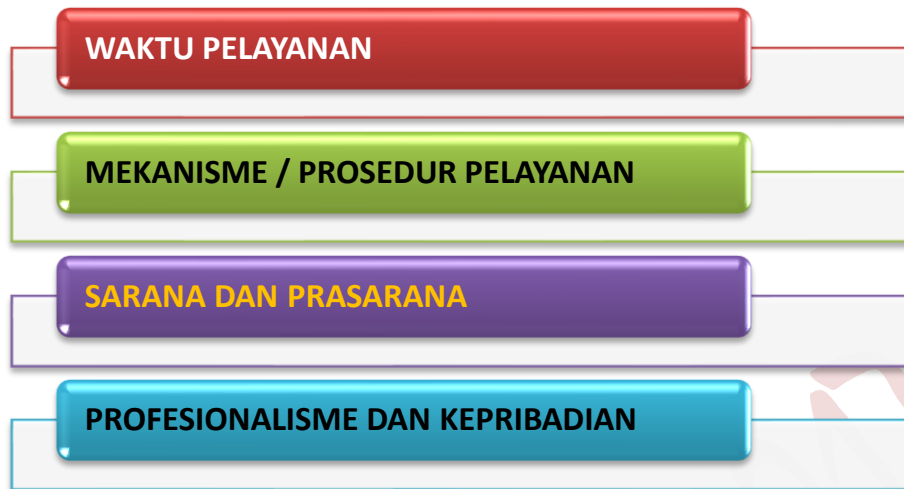 WAKTU PELAYANAN
MEKANISME / PROSEDUR PELAYANAN
SARANA DAN PRASARANA
PROFESIONALISME DAN KEPRIBADIAN